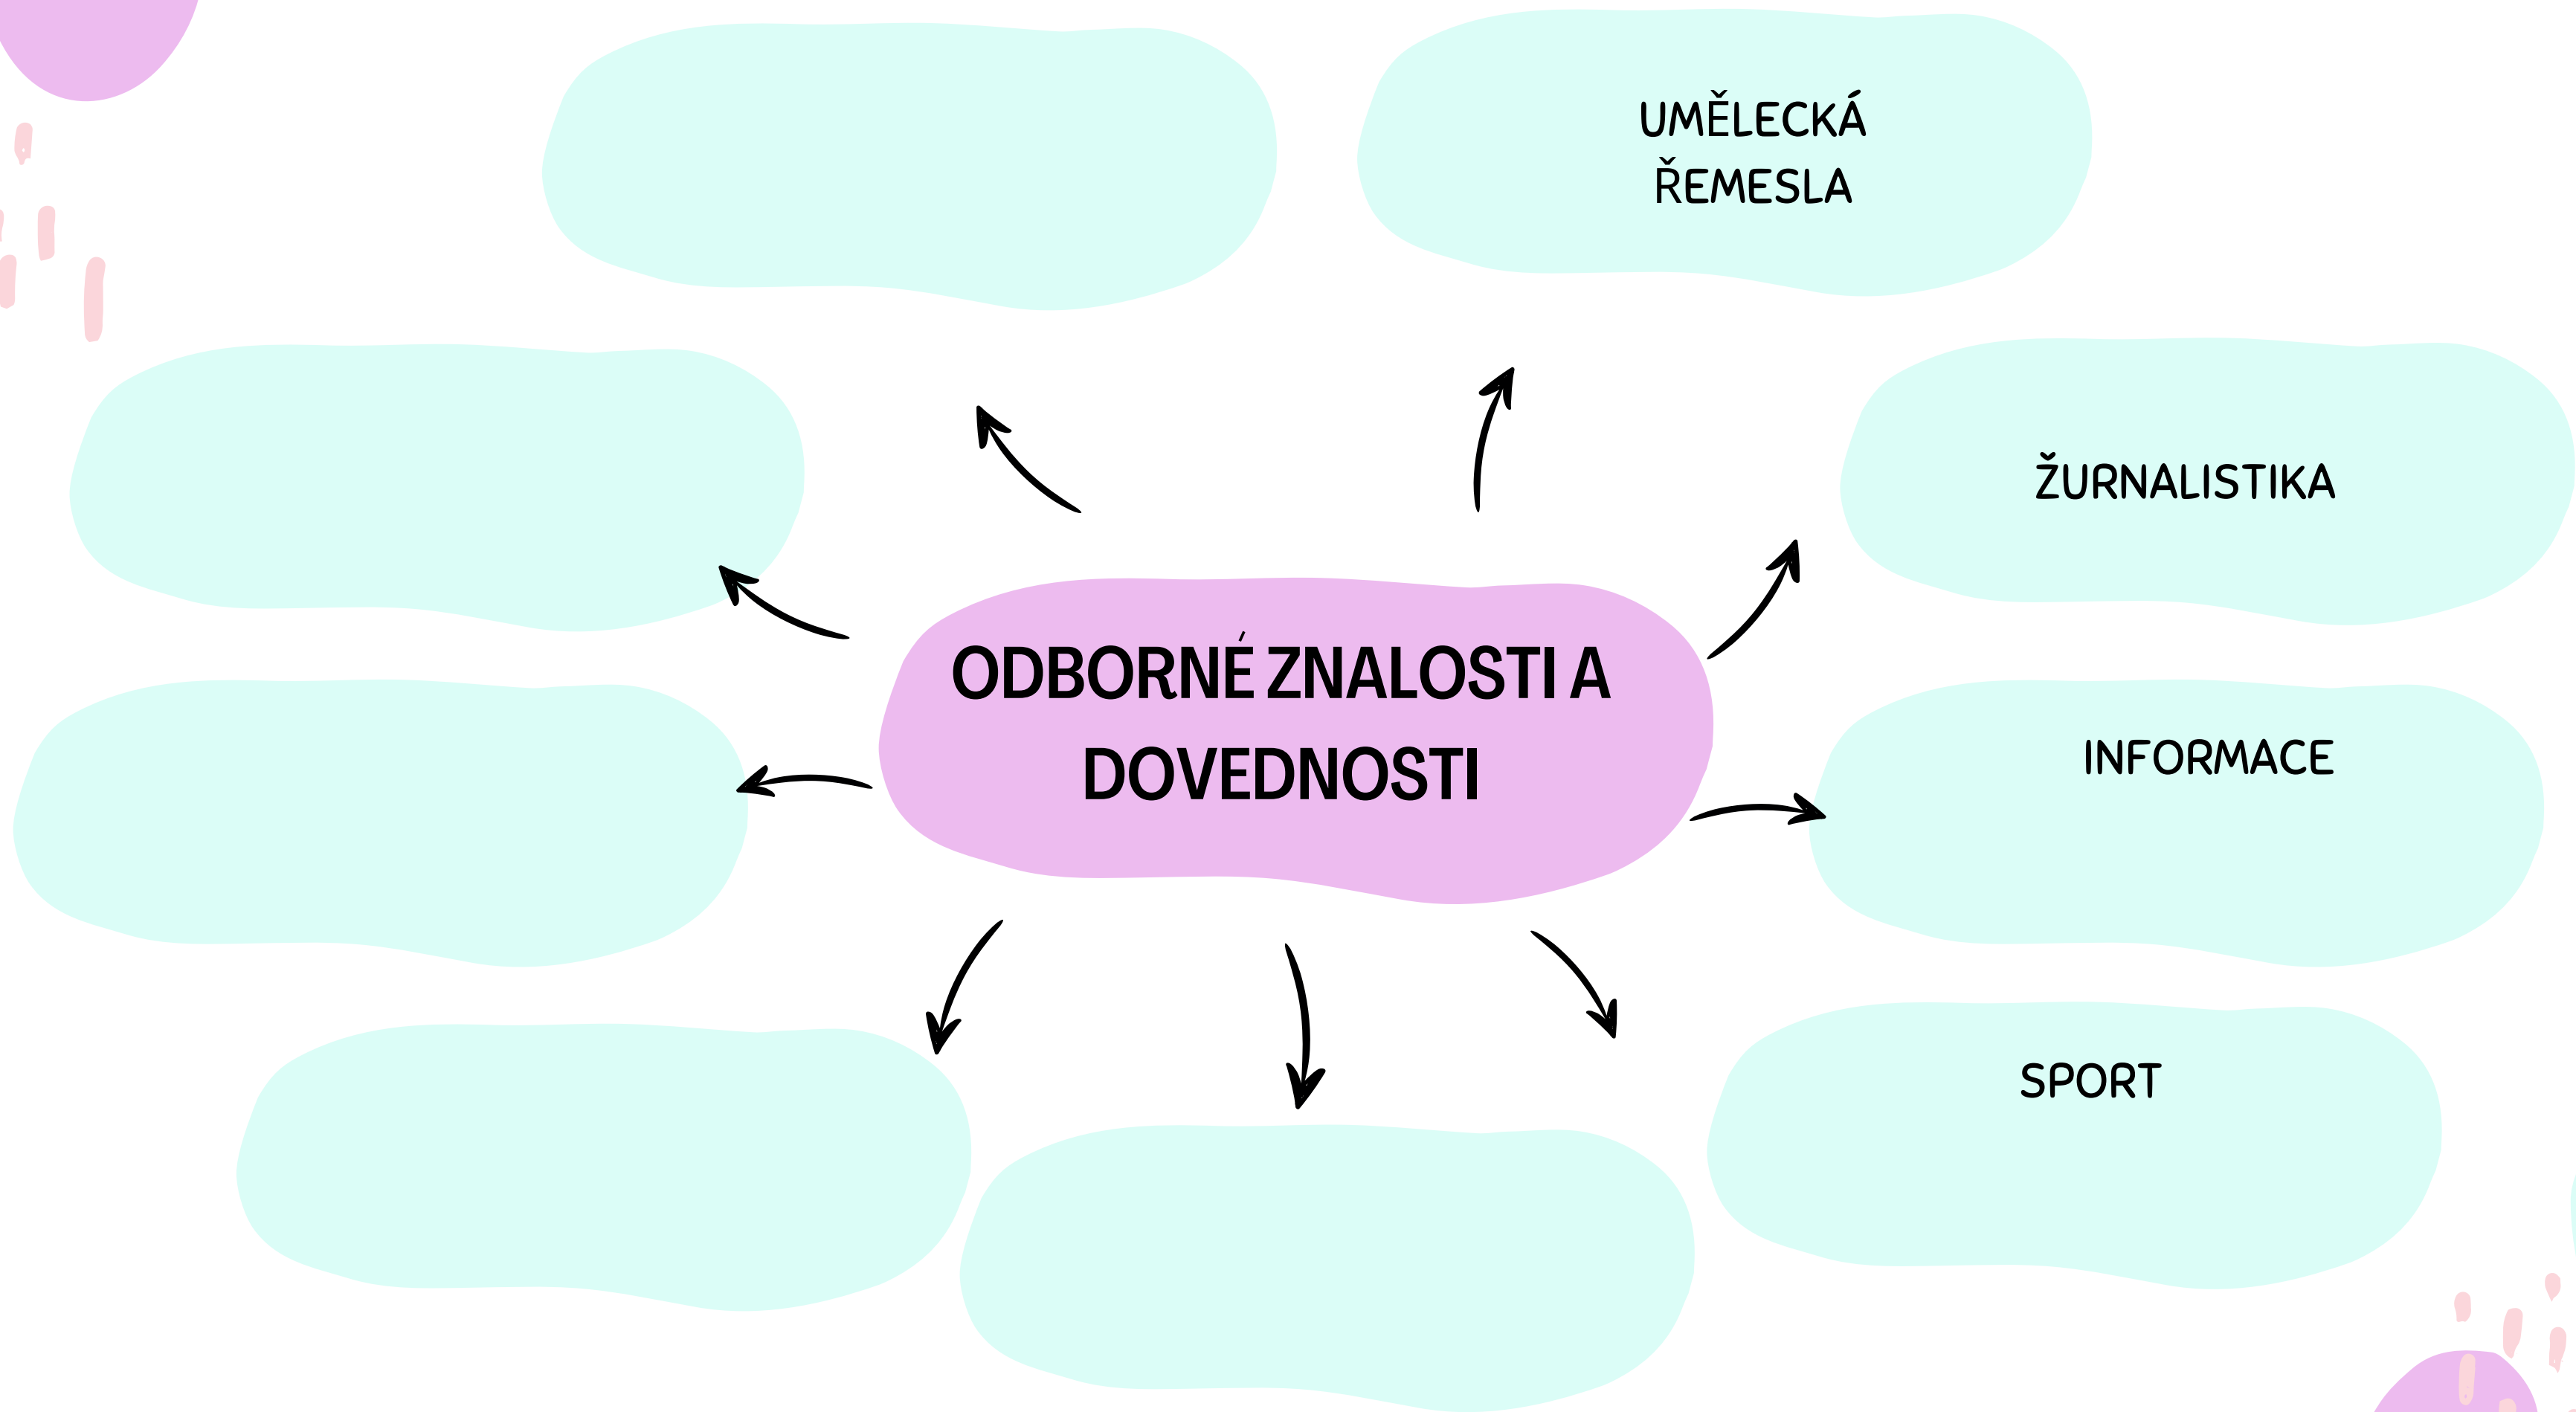 UMĚLECKÁ
ŘEMESLA
ŽURNALISTIKA
ODBORNÉ ZNALOSTI A
DOVEDNOSTI
INFORMACE
SPORT